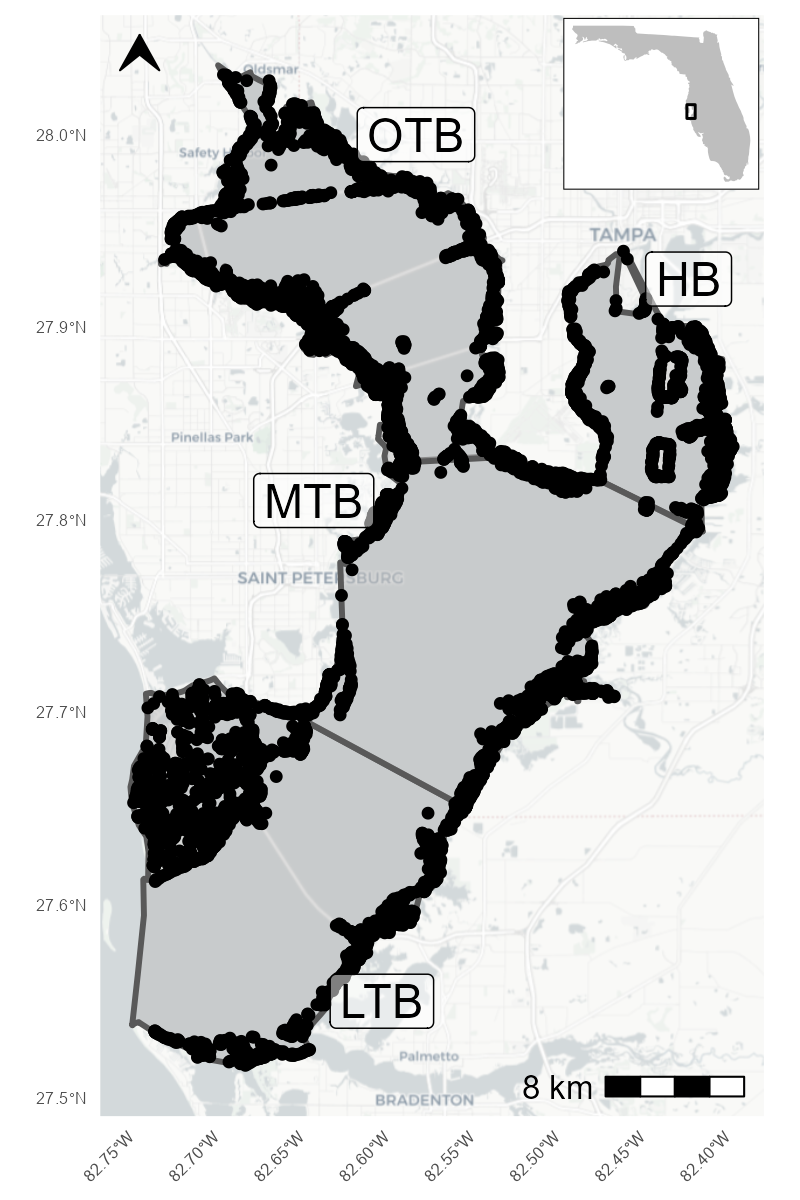 Oldsmar
28.0°N
OTB
Safety H
TAMPA
HB
27.9°N
Pinellas Park
MTB
27.8°N
SAINT PETERSBURG
27.7°N
27.6°N
LTB
Palmetto
8 km
27.5°N
BRADENTON
82.75°W
82.70°W
82.65°W
82.60°W
82.55°W
82.50°W
82.45°W
82.40°W